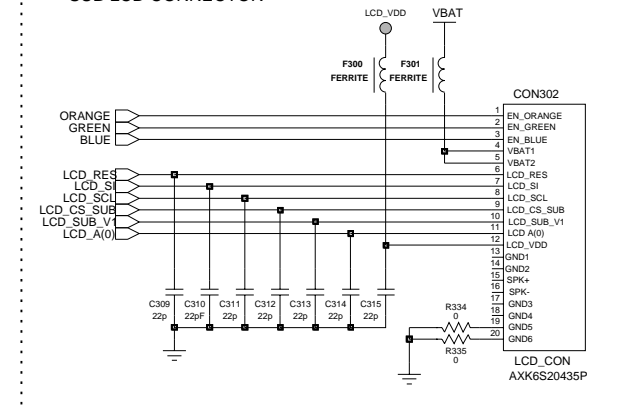 LCD_VDD
VBAT
F300
FERRITE
F301
FERRITE
CON302
ORANGE
GREEN
BLUE
LCD_RES
LCD_SI
LCD_SCL
LCD_CS_SUB
LCD_SUB_V1
LCD_A(0)
1 EN_ORANGE
2 EN_GREEN
3 EN_BLUE
4 VBAT1
5 VBAT2
6 LCD_RES
7 LCD_SI
8 LCD_SCL
9 LCD_CS_SUB
10 LCD_SUB_V1
11 LCD A(0)
12 LCD_VDD
13 GND1
14 GND2
15 SPK+
16 SPK-
17 GND3
18 GND4
19 GND5
20 GND6
C309
22p
C310
22pF
C311
22p
C312
22p
C313
22p
C314
22p
C315
22p
R334
0
R335
0
LCD_CON
AXK6S20435P